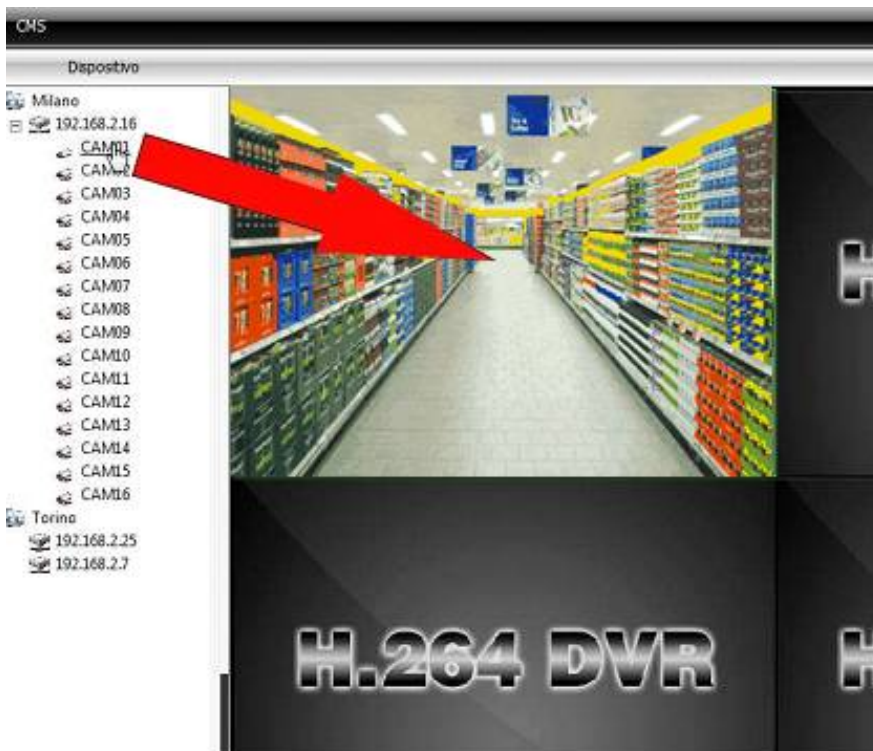 CMS
Dispositivo
Milano
192.168.2.16
CAM01
CAM03
CAM04
CAM05
CAM06
CAM07
CAM08
CAM09
CAM10
CAM11
CAM12
CAM13
CAM14
CAM15
CAM16
Torino
192.168.2.25
192.168.2.7
H
H.264 DVR
H